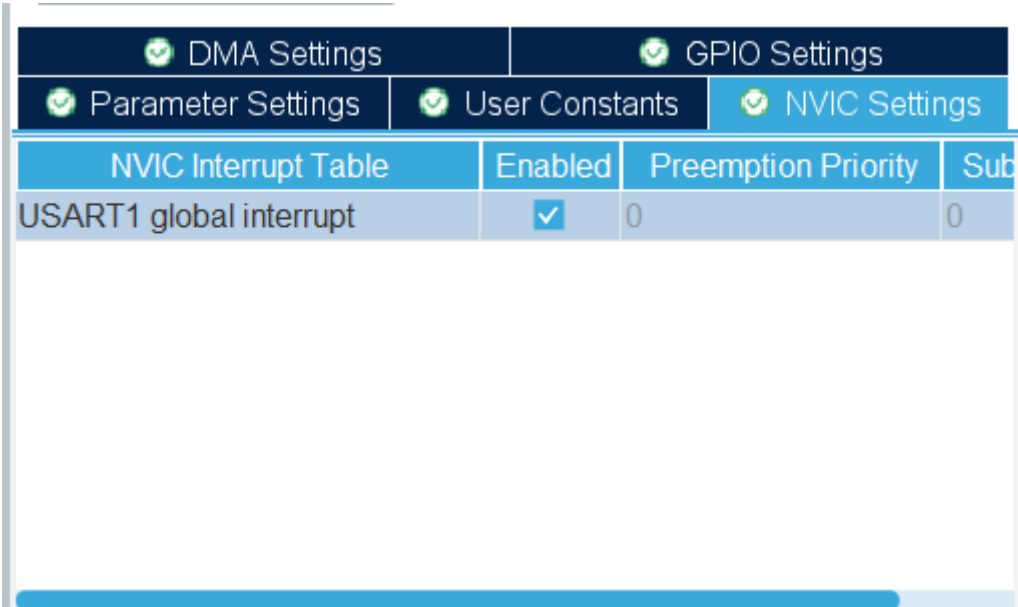 DMA Settings GPIO Settings
Parameter Settings User Constants NVIC Settings
NVIC Interrupt Table Enabled Preemption Priority Sub
USART1 global interrupt 0 0